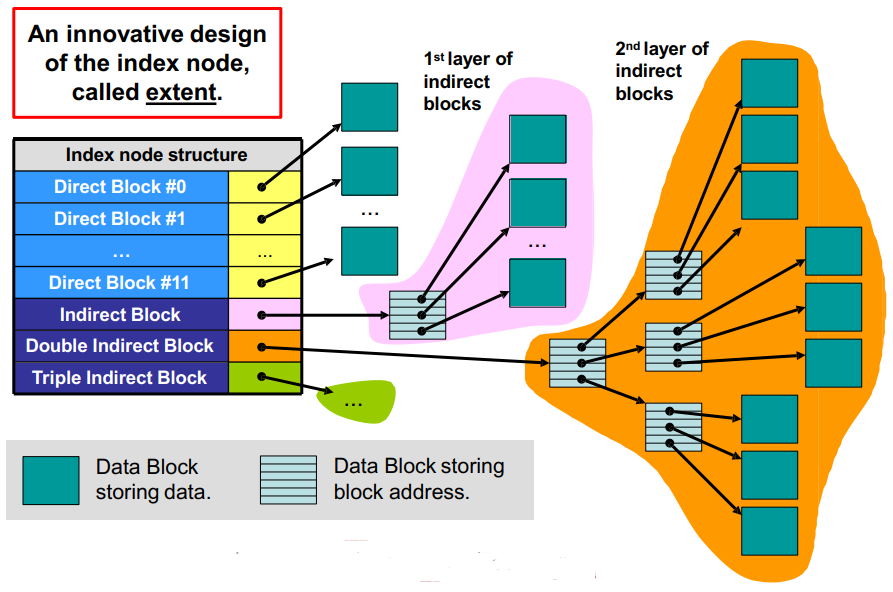 An innovative design
of the index node,
called extent.
1st layer of
indirect
blocks
2nd layer of
indirect
blocks
Index node structure
Direct Block #0
Direct Block #1
...
...
...
Direct Block #11
...
Indirect Block
Double Indirect Block
Triple Indirect Block
...
Data Block
storing data.
Data Block storing
block address.